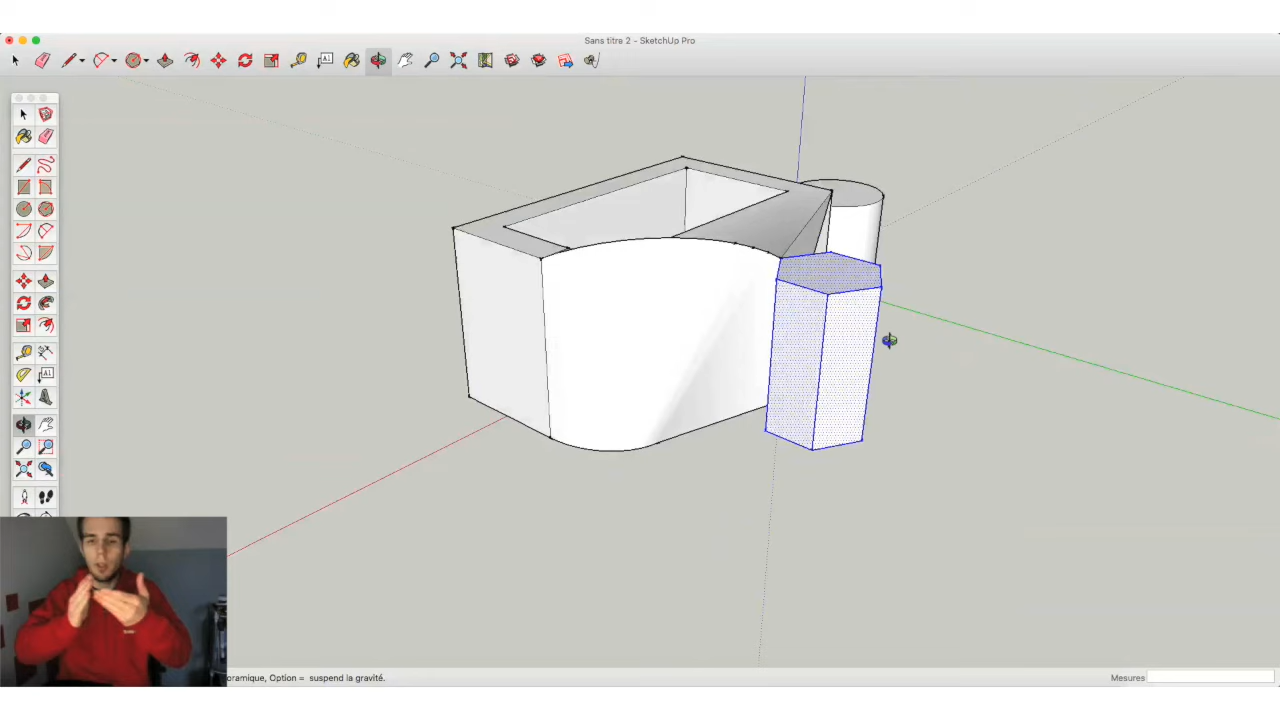 Sans titre 2 - SketchUp Pro
oramique, Option = suspend la gravité.
Mesures